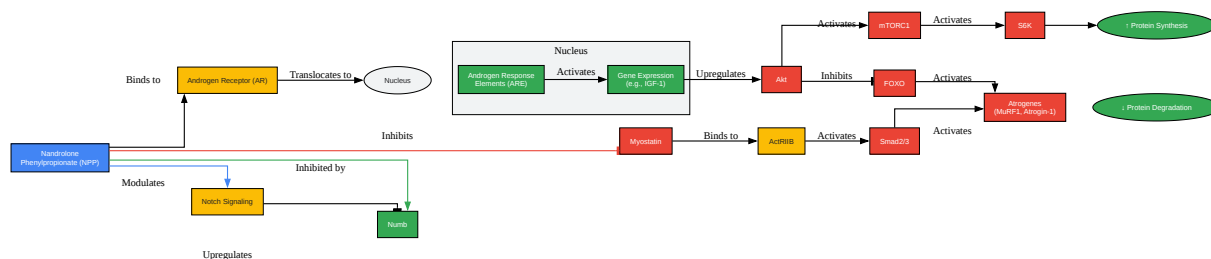 Activates
mTORC1
Activates
S6K
↑ Protein Synthesis
Nucleus
Binds to
Androgen Receptor (AR)
Translocates to
Nucleus
Androgen Response
Elements (ARE)
Activates
Gene Expression
(e.g., IGF-1)
Upregulates
Akt
Inhibits
FOXO
Activates
Atrogenes
(MuRF1, Atrogin-1)
↓ Protein Degradation
Nandrolone
Phenylpropionate (NPP)
Inhibits
Myostatin
Binds to
ActRIIB
Activates
Smad2/3
Activates
Inhibited by
Modulates
Notch Signaling
Numb
Upregulates